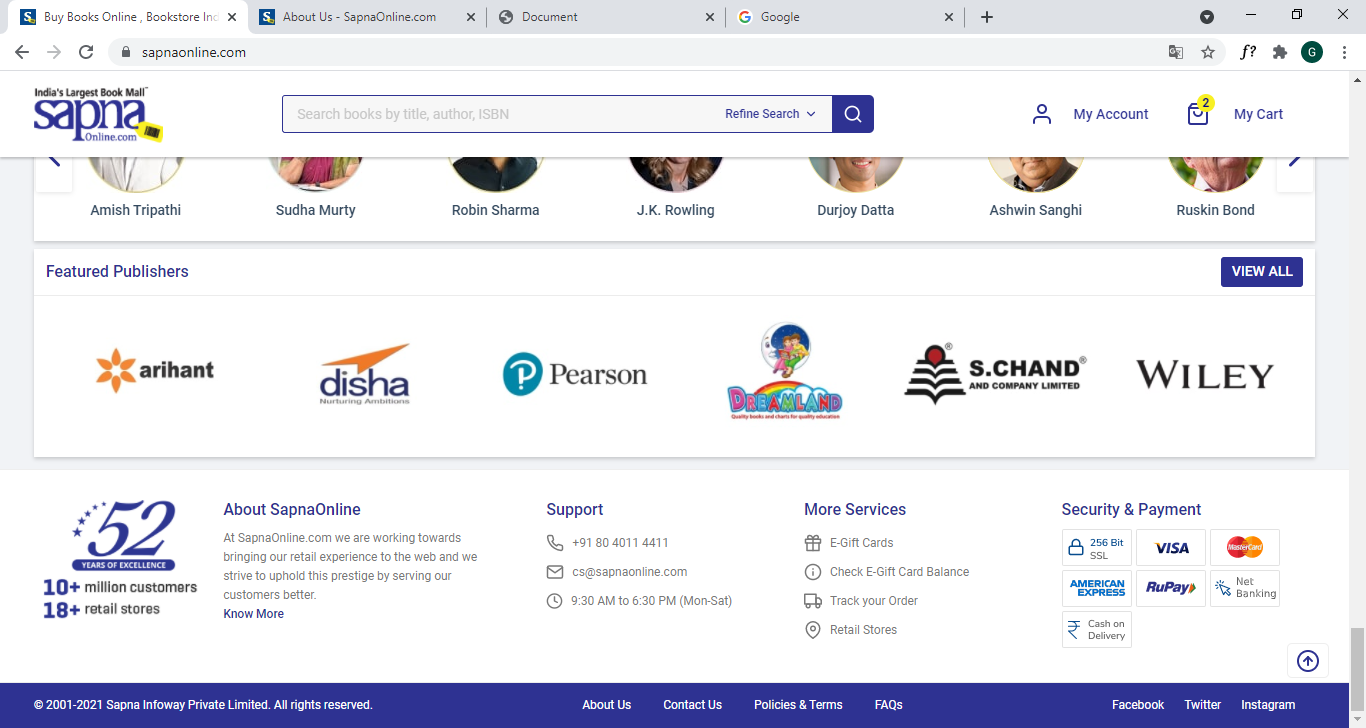 Buy Books Online , Bookstore Ind
About Us - SapnaOnline.com
Document
Google
sapnaonline.com
f?
G
India's Largest Book Mall
sapna
Online.com
Search books by title, author, ISBN
Refine Search
My Account
2
My Cart
Amish Tripathi
Sudha Murty
Robin Sharma
J.K. Rowling
Durjoy Datta
Ashwin Sanghi
Ruskin Bond
Featured Publishers
VIEW ALL
arihant
disha
Nurturing Ambitions
Pearson
DREAMLAND
Quality books and charts for quality education
S.CHAND
AND COMPANY LIMITED
WILEY
52
YEARS OF EXCELLENCE
10+ million customers
18+ retail stores
About SapnaOnline
At SapnaOnline.com we are working towards
bringing our retail experience to the web and we
strive to uphold this prestige by serving our
customers better.
Know More
Support
+91 80 4011 4411
cs@sapnaonline.com
9:30 AM to 6:30 PM (Mon-Sat)
More Services
E-Gift Cards
Check E-Gift Card Balance
Track your Order
Retail Stores
Security & Payment
256 Bit
SSL
VISA
MasterCard
AMERICAN
EXPRESS
RuPay
Net
Banking
Cash on
Delivery
© 2001-2021 Sapna Infoway Private Limited. All rights reserved.
About Us
Contact Us
Policies & Terms
FAQs
Facebook
Twitter
Instagram